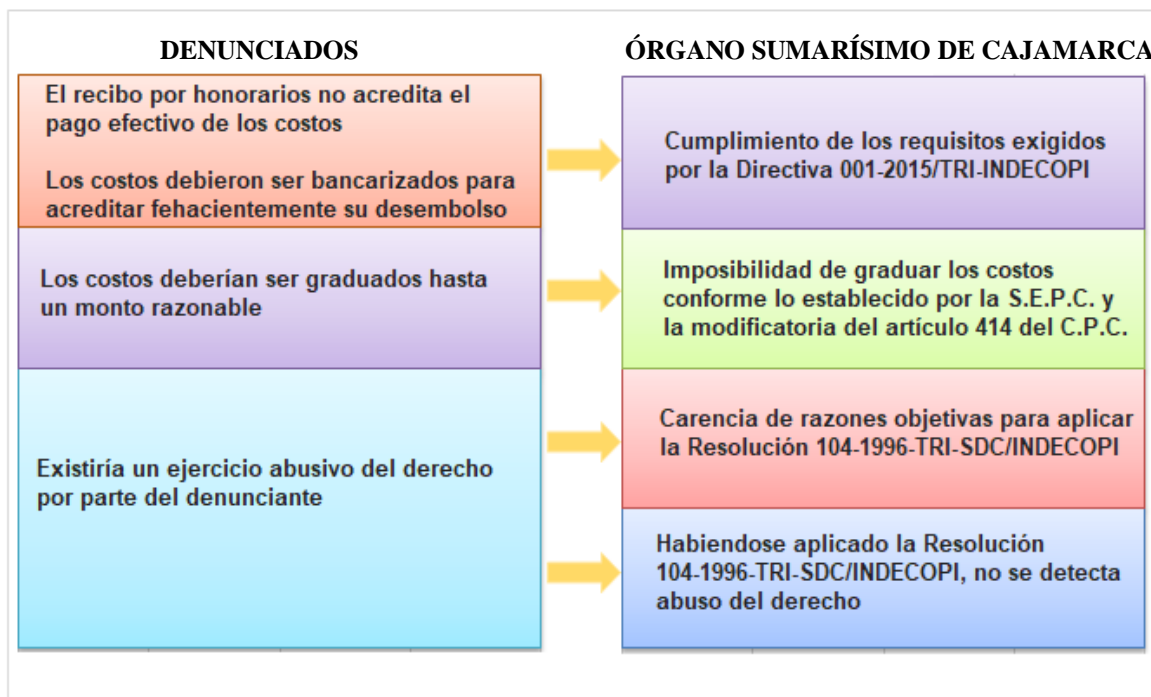 DENUNCIADOS
El recibo por honorarios no acredita el
pago efectivo de los costos
Los costos debieron ser bancarizados para
acreditar fehacientemente su desembolso
Los costos deberían ser graduados hasta
un monto razonable
Existiría un ejercicio abusivo del derecho
por parte del denunciante
ÓRGANO SUMARÍSIMO DE CAJAMARCA
Cumplimiento de los requisitos exigidos
por la Directiva 001-2015/TRI-INDECOPI
Imposibilidad de graduar los costos
conforme lo establecido por la S.E.P.C. y
la modificatoria del artículo 414 del C.P.C.
Carencia de razones objetivas para aplicar
la Resolución 104-1996-TRI-SDC/INDECOPI
Habiendose aplicado la Resolución
104-1996-TRI-SDC/INDECOPI, no se detecta
abuso del derecho